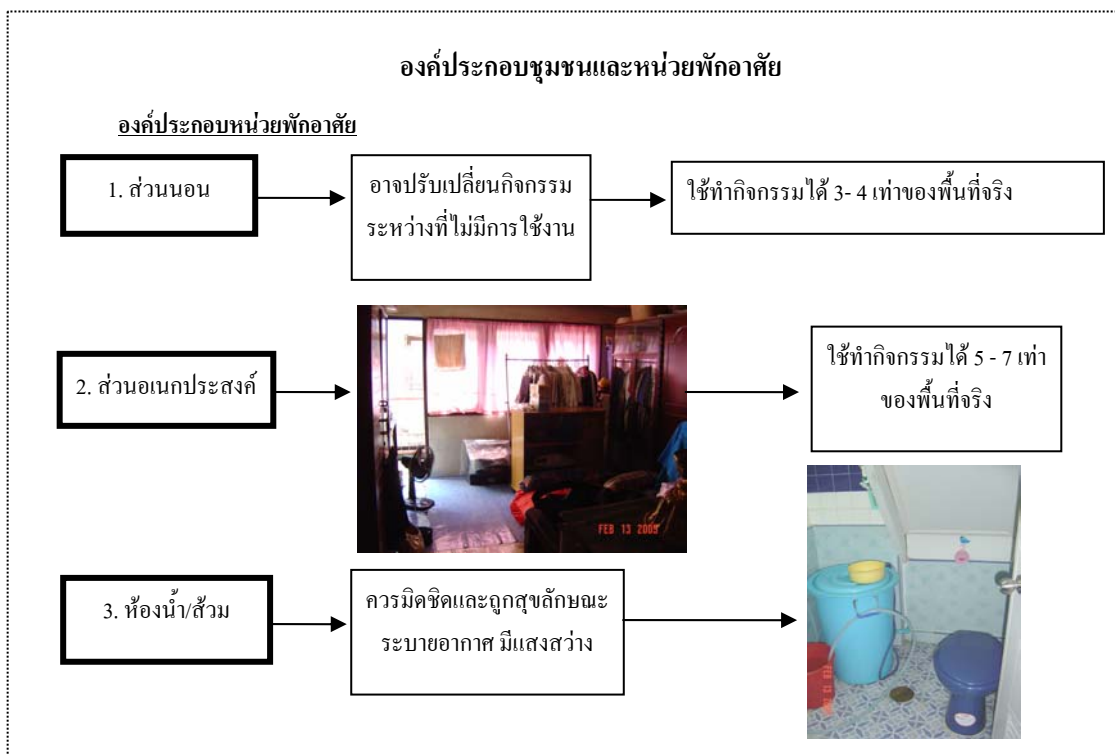 องค์ประกอบชุมชนและหน่วยพักอาศัย
องค์ประกอบหน่วยพักอาศัย
1. ส่วนนอน
อาจปรับเปลี่ยนกิจกรรม
ระหว่างที่ไม่มีการใช้งาน
ใช้ทำกิจกรรมได้ 3- 4 เท่าของพื้นที่จริง
2. ส่วนอเนกประสงค์
FEB 13 2005
ใช้ทำกิจกรรมได้ 5 - 7 เท่า
ของพื้นที่จริง
3. ห้องน้ำ/ส้วม
ควรมิดชิดและถูกสุขลักษณะ
ระบายอากาศ มีแสงสว่าง
FEB 13